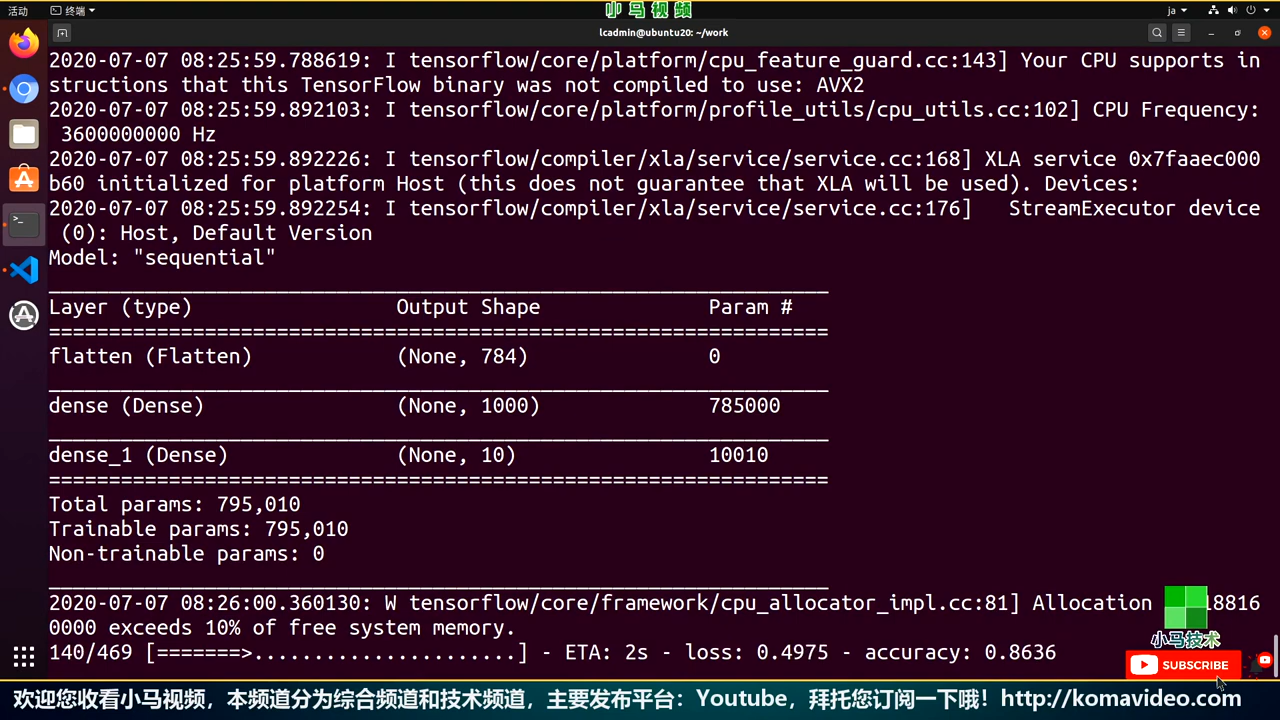 小马视频
活动 终端 ja
lcadmin@ubuntu20: ~/work
2020-07-07 08:25:59.788619: I tensorflow/core/platform/cpu_feature_guard.cc:143] Your CPU supports in
structions that this TensorFlow binary was not compiled to use: AVX2
2020-07-07 08:25:59.892103: I tensorflow/core/platform/profile_utils/cpu_utils.cc:102] CPU Frequency:
 3600000000 Hz
2020-07-07 08:25:59.892226: I tensorflow/compiler/xla/service/service.cc:168] XLA service 0x7faaec000
b60 initialized for platform Host (this does not guarantee that XLA will be used). Devices:
2020-07-07 08:25:59.892254: I tensorflow/compiler/xla/service/service.cc:176]   StreamExecutor device
 (0): Host, Default Version
Model: "sequential"
_________________________________________________________________
Layer (type)                 Output Shape              Param #
=================================================================
flatten (Flatten)            (None, 784)               0
_________________________________________________________________
dense (Dense)                (None, 1000)              785000
_________________________________________________________________
dense_1 (Dense)              (None, 10)                10010
=================================================================
Total params: 795,010
Trainable params: 795,010
Non-trainable params: 0
_________________________________________________________________
2020-07-07 08:26:00.360130: W tensorflow/core/framework/cpu_allocator_impl.cc:81] Allocation 18816
0000 exceeds 10% of free system memory.
140/469 [=======>......................] - ETA: 2s - loss: 0.4975 - accuracy: 0.8636
小马技术
SUBSCRIBE
欢迎您收看小马视频，本频道分为综合频道和技术频道，主要发布平台：Youtube，拜托您订阅一下哦！http://komavideo.com